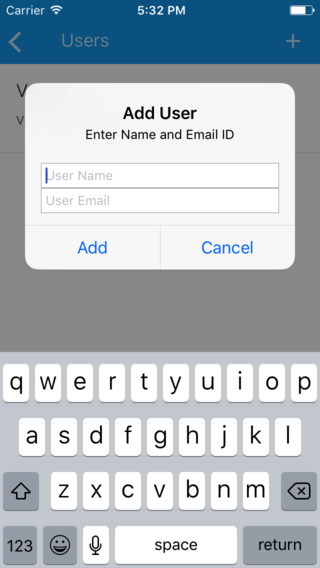 Carrier 5:32 PM
Users +
V
v
Add User
Enter Name and Email ID
User Name
User Email
Add Cancel
q w e r t y u i o p
a s d f g h j k l
z x c v b n m
123 space return